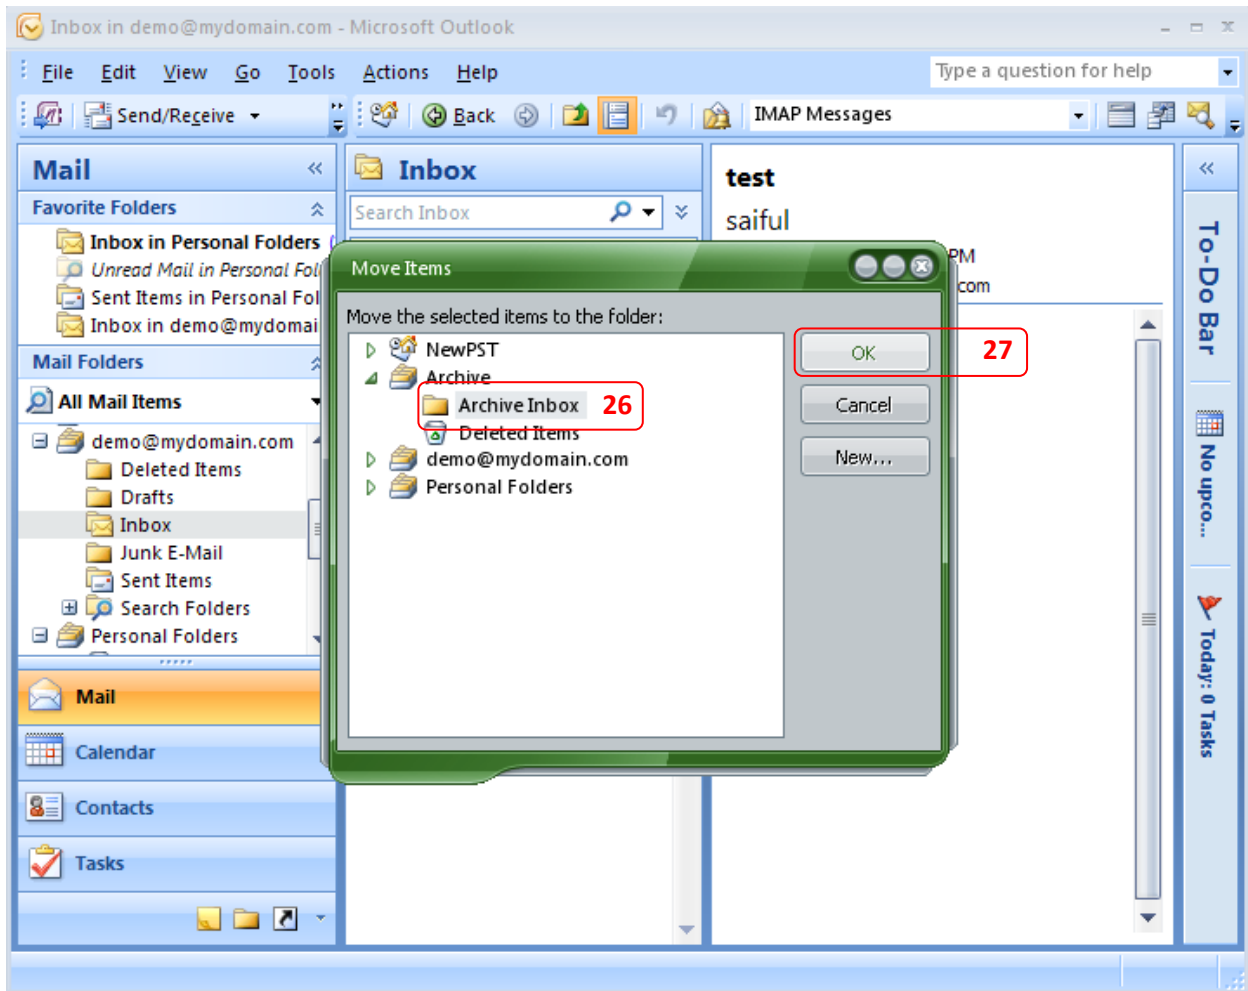 Inbox in demo@mydomain.com - Microsoft Outlook
File Edit View Go Tools Actions Help
Type a question for help
Send/Receive
Back
IMAP Messages
Mail
Favorite Folders
Inbox in Personal Folders (
Unread Mail in Personal Fol
Sent Items in Personal Fol
Inbox in demo@mydomai
Mail Folders
All Mail Items
demo@mydomain.com
Deleted Items
Drafts
Inbox
Junk E-Mail
Sent Items
Search Folders
Personal Folders
Mail
Calendar
Contacts
Tasks
Inbox
Search Inbox
test
saiful
PM
com
Move Items
Move the selected items to the folder:
NewPST
Archive
Archive Inbox 26
Deleted Items
demo@mydomain.com
Personal Folders
OK 27
Cancel
New...
To-Do Bar
No upco...
Today: 0 Tasks